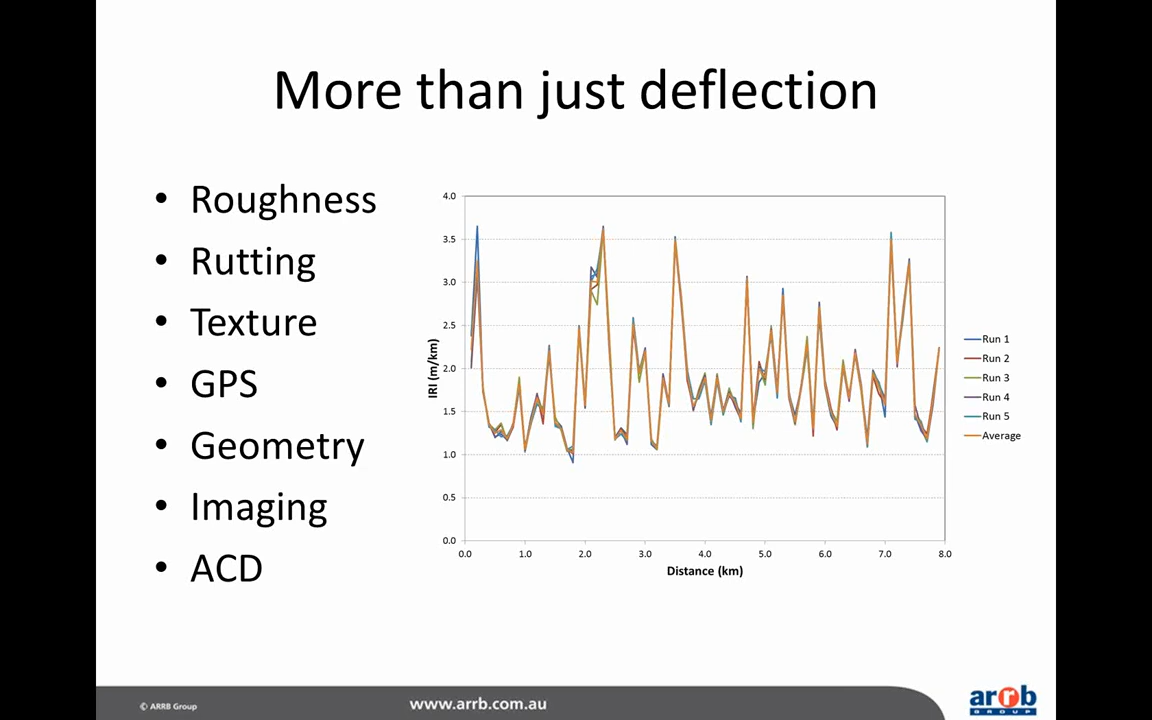 More than just deflection
• Roughness
• Rutting
• Texture
• GPS
• Geometry
• Imaging
• ACD
4.0
3.5
3.0
2.5
2.0
1.5
1.0
0.5
0.0
IRI (m/km)
0.0 1.0 2.0 3.0 4.0 5.0 6.0 7.0 8.0
Distance (km)
Run 1
Run 2
Run 3
Run 4
Run 5
Average
© ARRB Group
www.arrb.com.au
arrb
GROUP